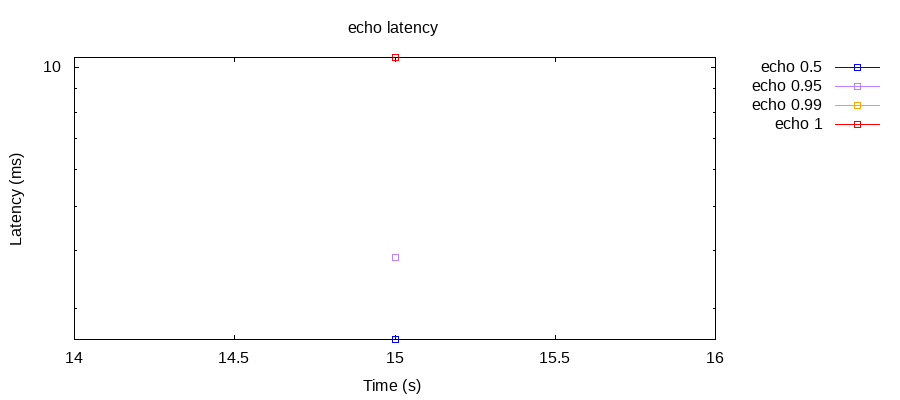 echo latency
10
Latency (ms)
14
14.5
15
15.5
16
Time (s)
echo 0.5
echo 0.95
echo 0.99
echo 1